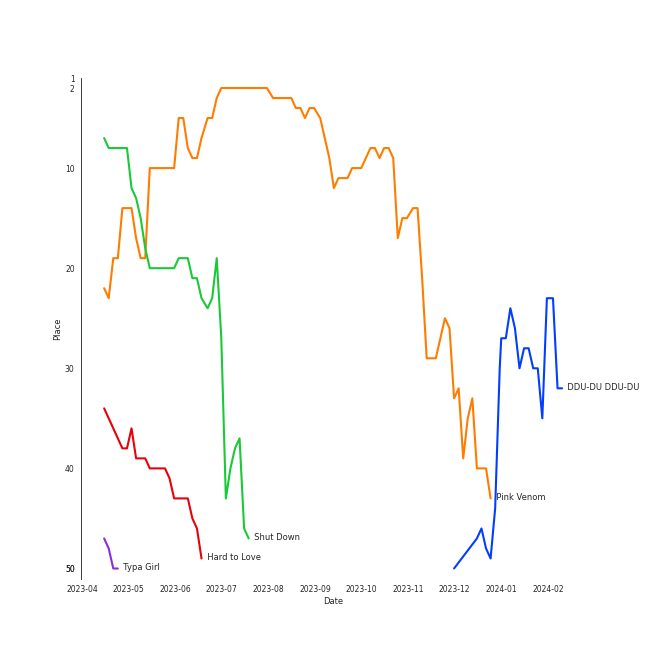 1
2
10
20
30
40
50
Place
DDU-DU DDU-DU
Pink Venom
Shut Down
Hard to Love
Typa Girl
2023-04 2023-05 2023-06 2023-07 2023-08 2023-09 2023-10 2023-11 2023-12 2024-01 2024-02
Date